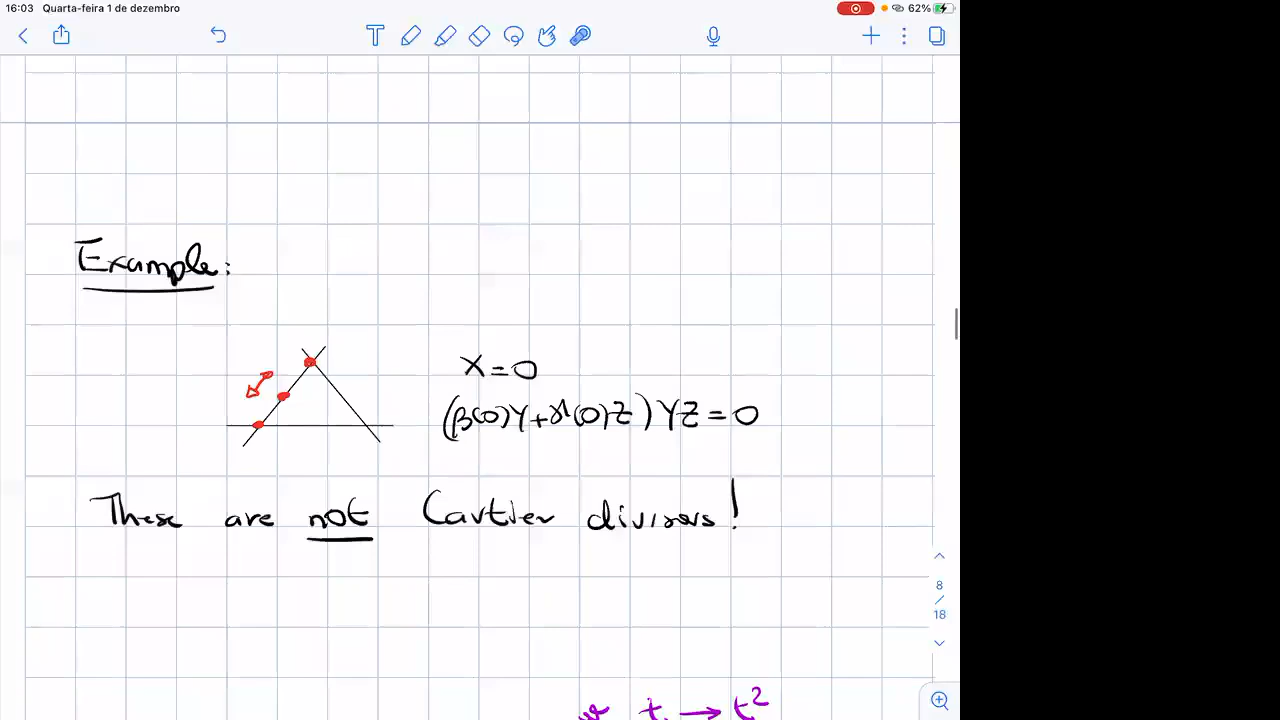 16:03 Quarta-feira 1 de dezembro
62%
Example:
X=0
(β(0)Y+γ(0)Z)YZ=0
These are not Cartier divisors!
8
/
18
t → t²